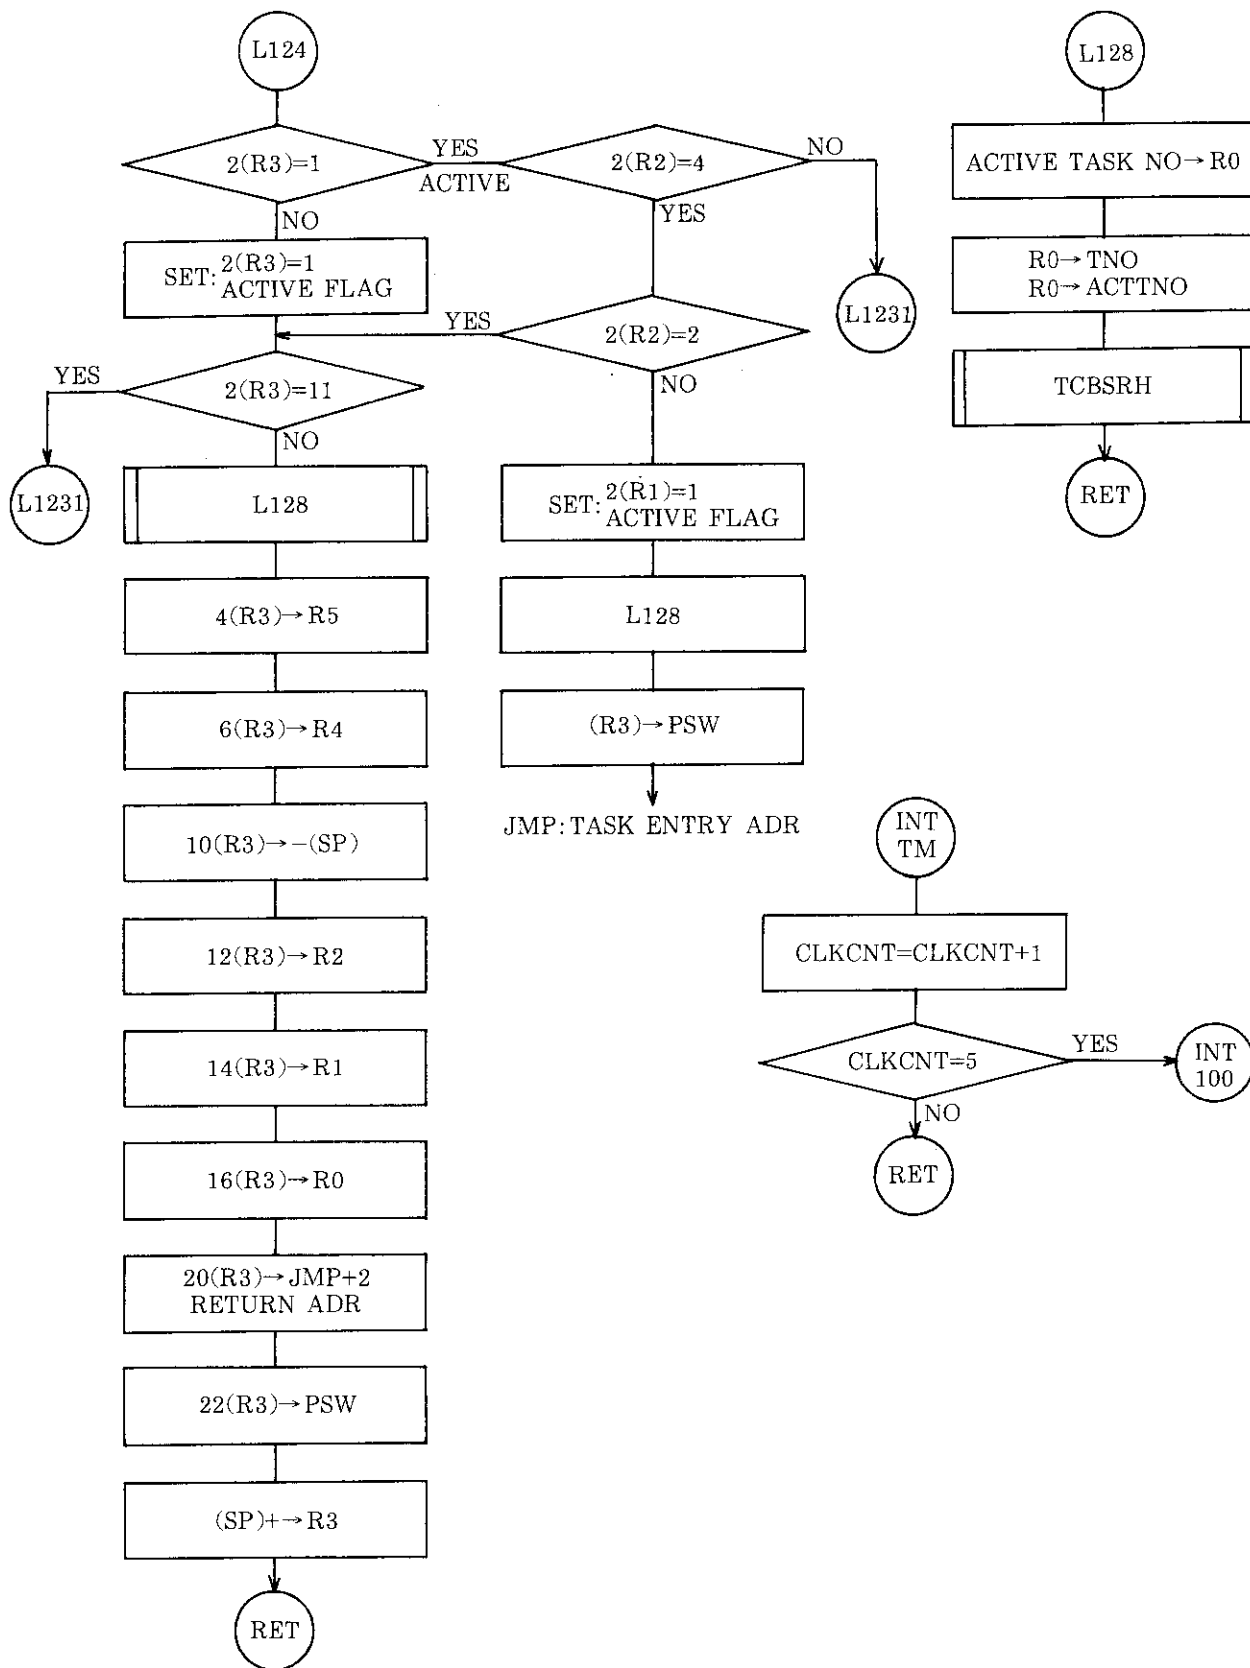 L124
2(R3)=1
YES
ACTIVE
NO
SET: 2(R3)=1
ACTIVE FLAG
2(R2)=4
NO
YES
L1231
2(R2)=2
YES
NO
2(R3)=11
YES
NO
L1231
L128
4(R3)→R5
6(R3)→R4
10(R3)→−(SP)
12(R3)→R2
14(R3)→R1
16(R3)→R0
20(R3)→JMP+2
RETURN ADR
22(R3)→PSW
(SP)+→R3
RET
SET: 2(R1)=1
ACTIVE FLAG
L128
(R3)→PSW
JMP: TASK ENTRY ADR
L128
ACTIVE TASK NO→R0
R0→TNO
R0→ACTTNO
TCBSRH
RET
INT
TM
CLKCNT=CLKCNT+1
CLKCNT=5
YES
INT
100
NO
RET